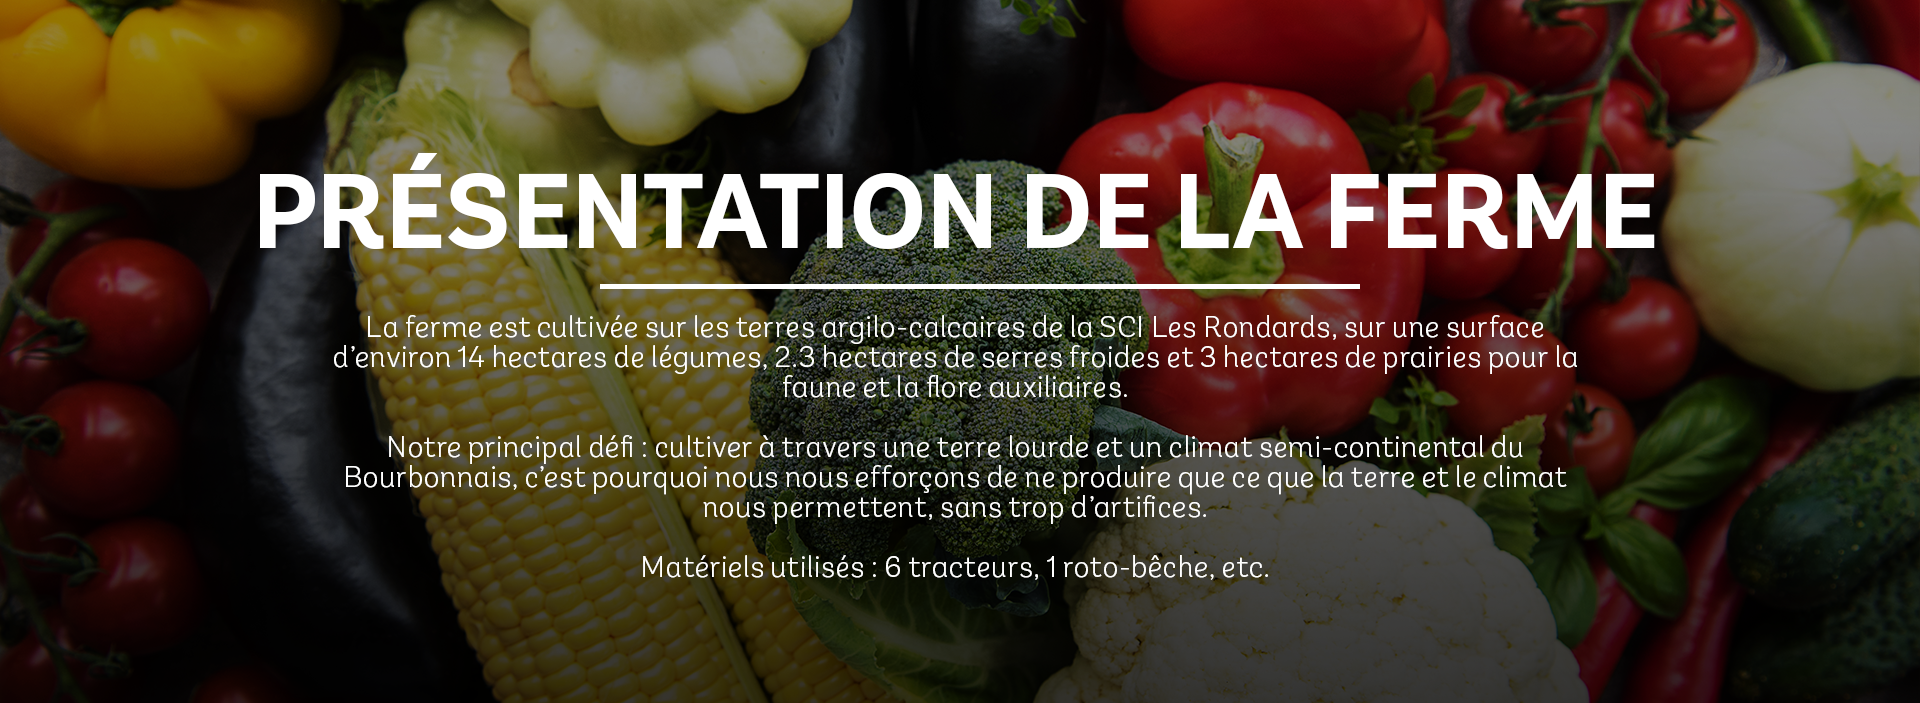 PRÉSENTATION DE LA FERME
La ferme est cultivée sur les terres argilo-calcaires de la SCI Les Rondards, sur une surface
d’environ 14 hectares de légumes, 2.3 hectares de serres froides et 3 hectares de prairies pour la
faune et la flore auxiliaires.
Notre principal défi : cultiver à travers une terre lourde et un climat semi-continental du
Bourbonnais, c’est pourquoi nous nous efforçons de ne produire que ce que la terre et le climat
nous permettent, sans trop d’artifices.
Matériels utilisés : 6 tracteurs, 1 roto-bêche, etc.